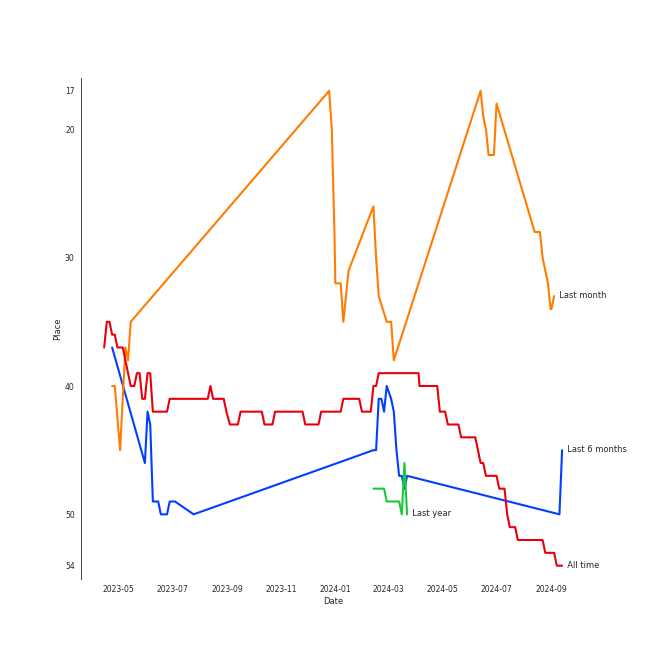 17
20
30
Last month
Place
40
Last 6 months
50
Last year
54
All time
2023-05
2023-07
2023-09
2023-11
2024-01
2024-03
2024-05
2024-07
2024-09
Date